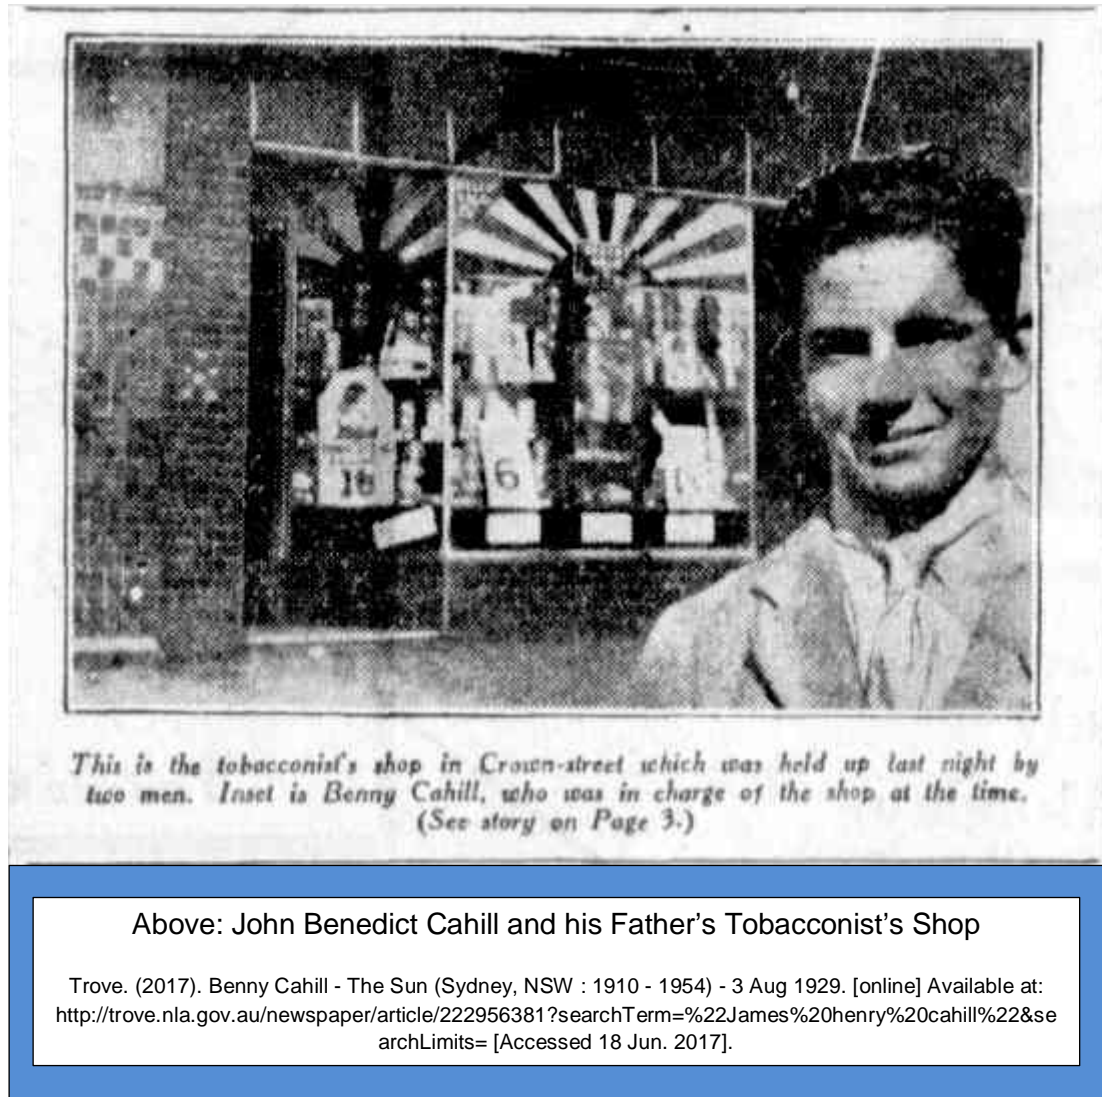 18
6
This is the tobacconist's shop in Crown-street which was held up last night by
two men. Inset is Benny Cahill, who was in charge of the shop at the time.
(See story on Page 3.)
Above: John Benedict Cahill and his Father's Tobacconist's Shop
Trove. (2017). Benny Cahill - The Sun (Sydney, NSW : 1910 - 1954) - 3 Aug 1929. [online] Available at:
http://trove.nla.gov.au/newspaper/article/222956381?searchTerm=%22James%20henry%20cahill%22&se
archLimits= [Accessed 18 Jun. 2017].